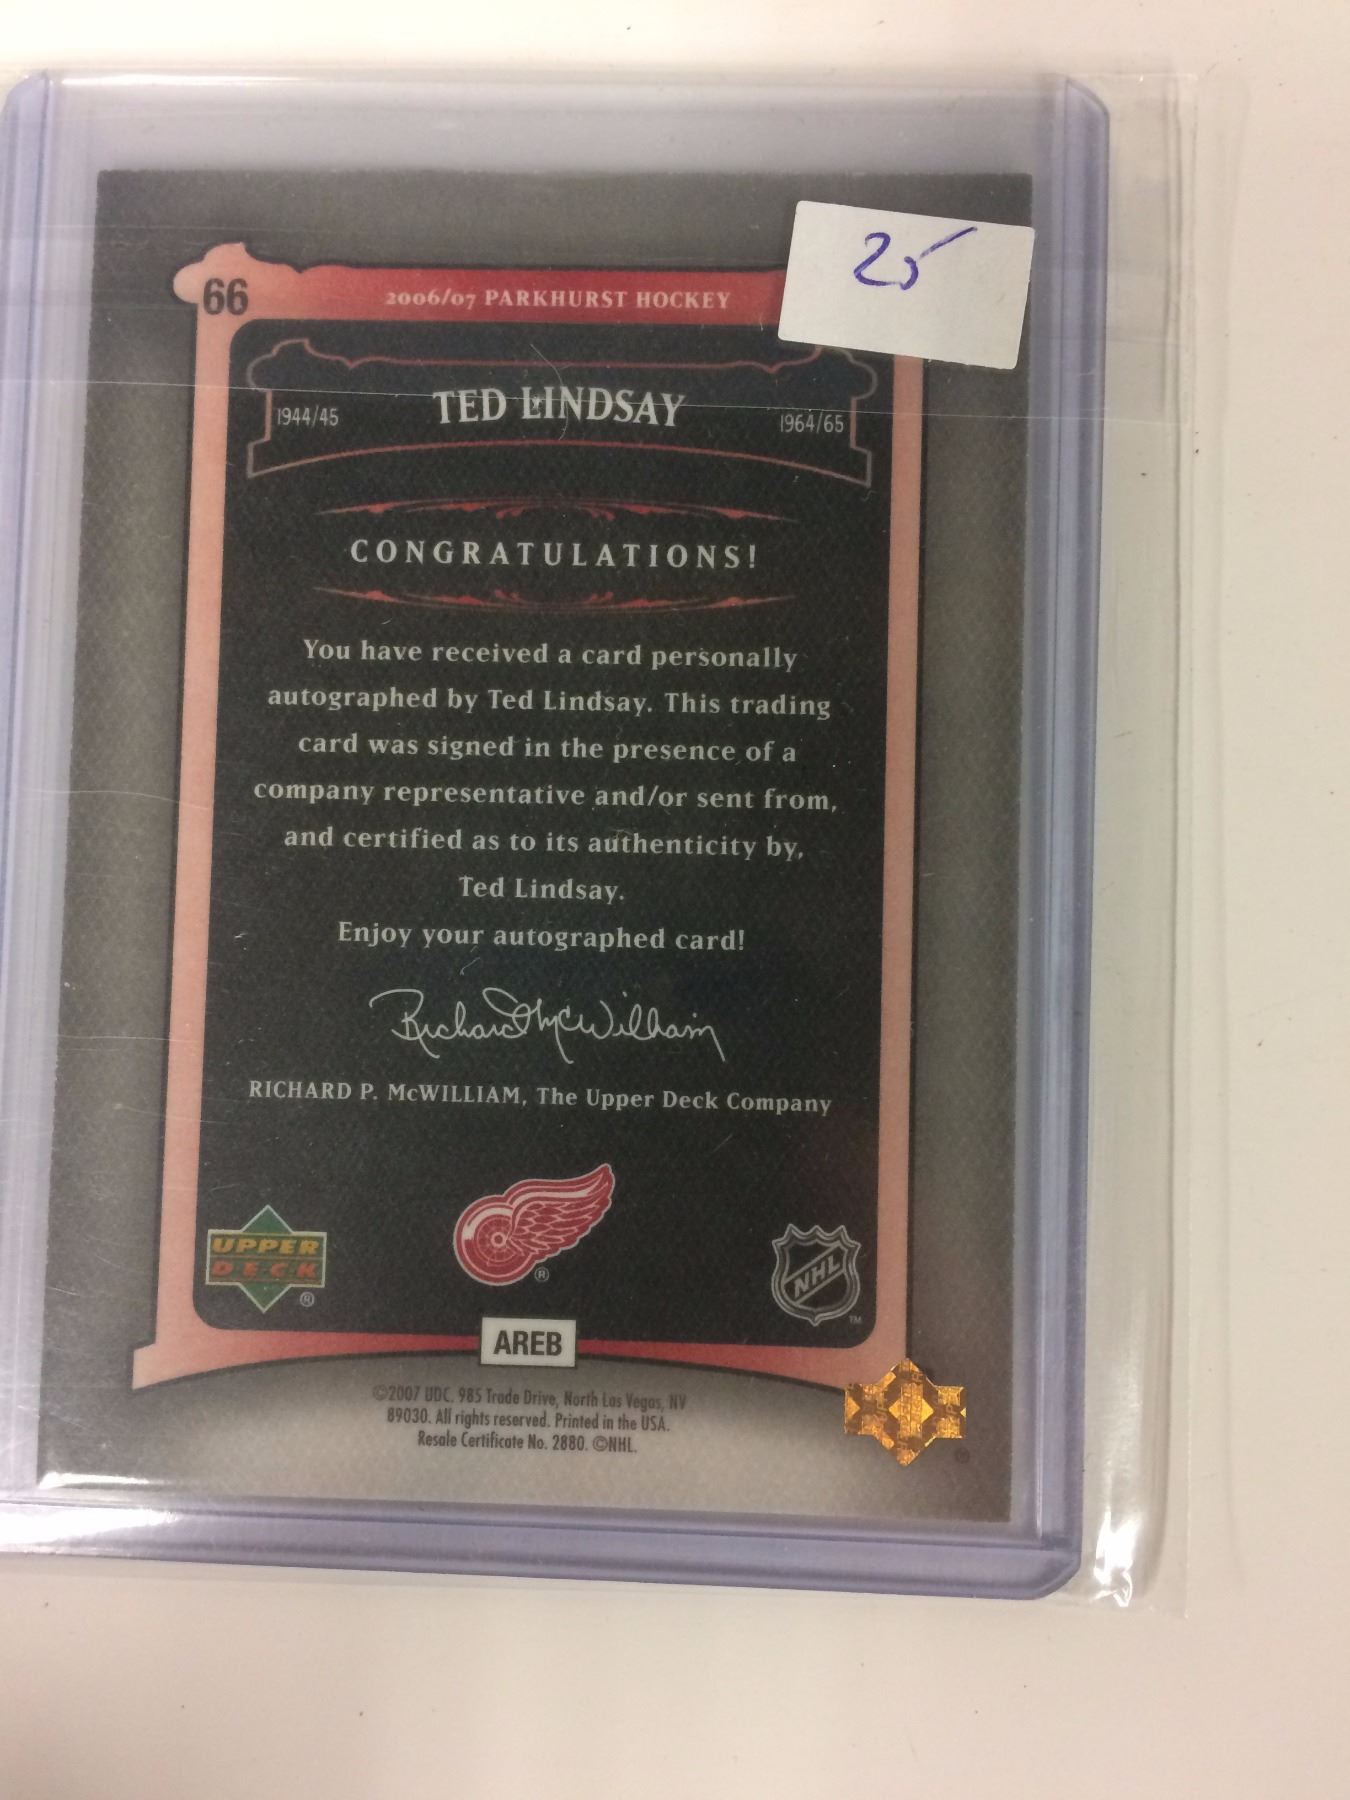 25
66
2006/07 PARKHURST HOCKEY
1944/45
TED LINDSAY
1964/65
CONGRATULATIONS!
You have received a card personally
autographed by Ted Lindsay. This trading
card was signed in the presence of a
company representative and/or sent from,
and certified as to its authenticity by,
Ted Lindsay.
Enjoy your autographed card!
Richard McWilliam
RICHARD P. McWILLIAM, The Upper Deck Company
UPPER
DECK
®
®
NHL
TM
AREB
©2007 UDC. 985 Trade Drive, North Las Vegas, NV
89030. All rights reserved. Printed in the USA.
Resale Certificate No. 2880. ©NHL.